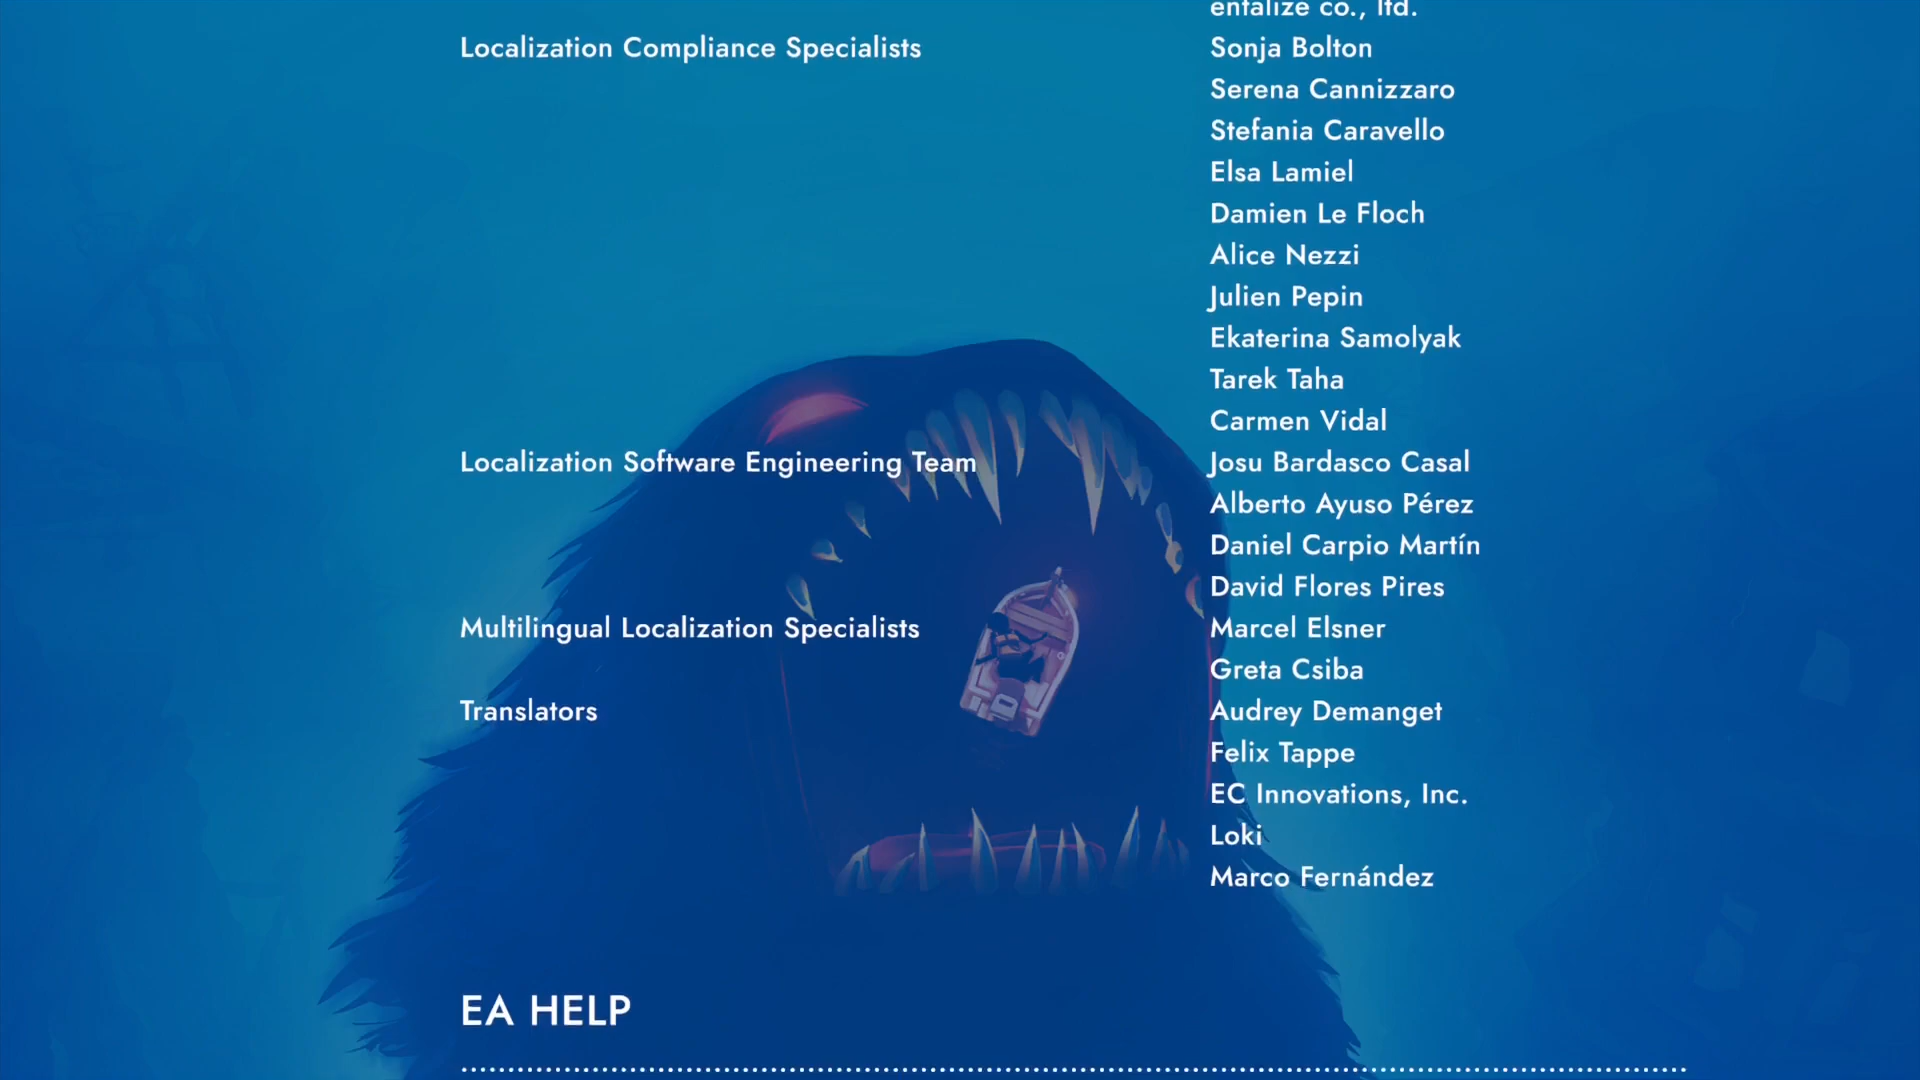 entalize co., ltd.
Localization Compliance Specialists Sonja Bolton
Serena Cannizzaro
Stefania Caravello
Elsa Lamiel
Damien Le Floch
Alice Nezzi
Julien Pepin
Ekaterina Samolyak
Tarek Taha
Carmen Vidal
Localization Software Engineering Team Josu Bardasco Casal
Alberto Ayuso Pérez
Daniel Carpio Martín
David Flores Pires
Multilingual Localization Specialists Marcel Elsner
Greta Csiba
Translators Audrey Demanget
Felix Tappe
EC Innovations, Inc.
Loki
Marco Fernández
EA HELP